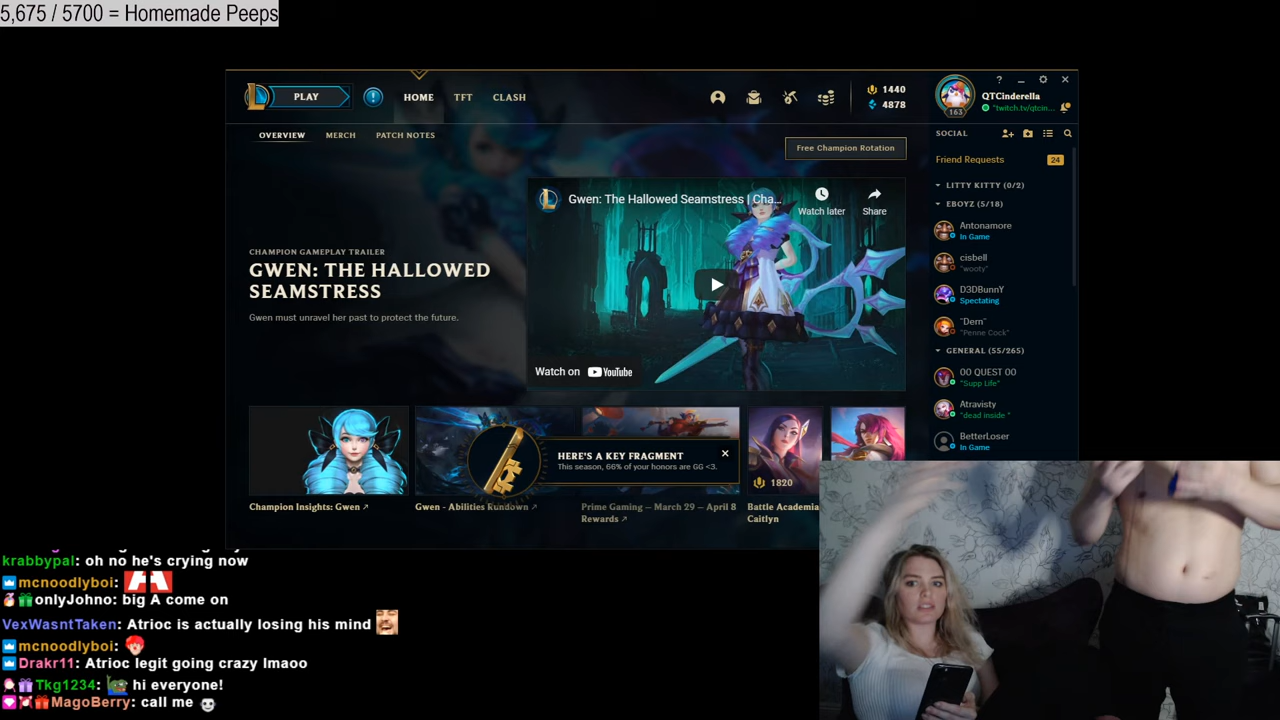 5,675 / 5700 = Homemade Peeps
PLAY
HOME
TFT
CLASH
1440
4878
163
QTCinderella
"twitch.tv/qtcin...
OVERVIEW
MERCH
PATCH NOTES
Free Champion Rotation
SOCIAL
Friend Requests
24
LITTY KITTY (0/2)
EBOYZ (5/18)
Antonamore
In Game
cisbell
"wooty"
D3DBunnY
Spectating
"Dern"
"Penne Cock"
GENERAL (55/265)
OO QUEST OO
"Supp Life"
Atravisty
"dead inside "
BetterLoser
In Game
Gwen: The Hallowed Seamstress | Cha...
Watch later
Share
Watch on YouTube
CHAMPION GAMEPLAY TRAILER
GWEN: THE HALLOWED
SEAMSTRESS
Gwen must unravel her past to protect the future.
HERE'S A KEY FRAGMENT
This season, 66% of your honors are GG <3.
1820
Champion Insights: Gwen
Gwen - Abilities Rundown
Prime Gaming — March 29 — April 8
Rewards
Battle Academia
Caitlyn
krabbypal: oh no he's crying now
mcnoodlyboi:
onlyJohno: big A come on
VexWasntTaken: Atrioc is actually losing his mind
mcnoodlyboi:
Drakr11: Atrioc legit going crazy lmaoo
Tkg1234: hi everyone!
MagoBerry: call me